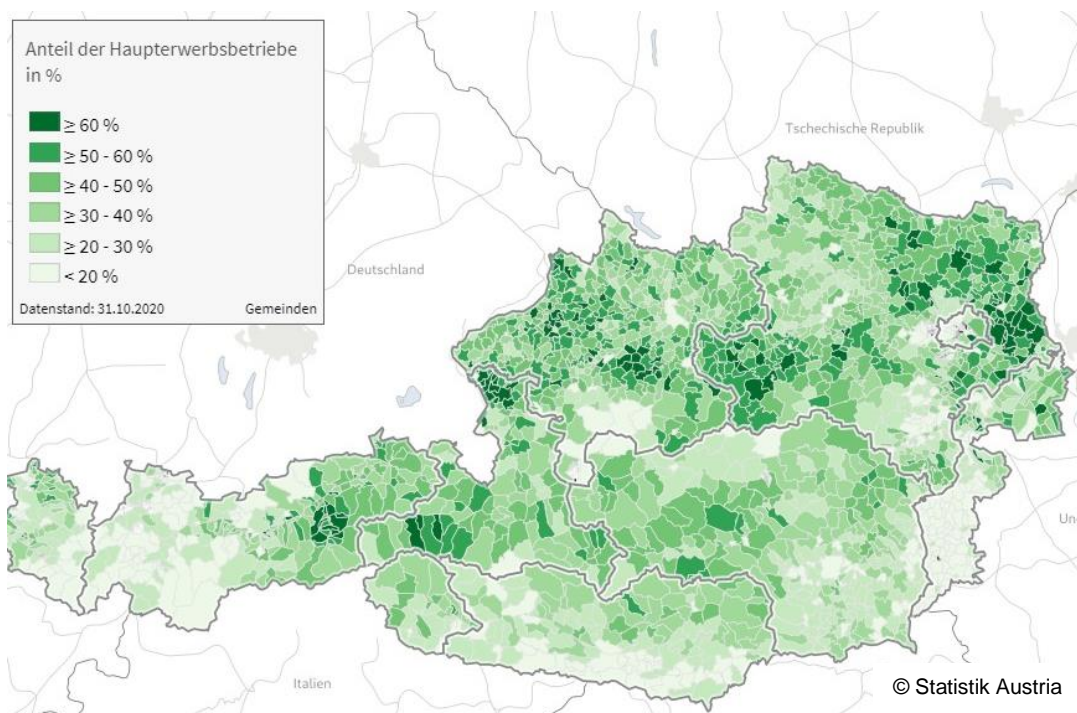 Anteil der Haupterwerbsbetriebe
in %
≥ 60 %
≥ 50 - 60 %
≥ 40 - 50 %
≥ 30 - 40 %
≥ 20 - 30 %
< 20 %
Datenstand: 31.10.2020 Gemeinden
Tschechische Republik
Deutschland
Un
Italien
© Statistik Austria